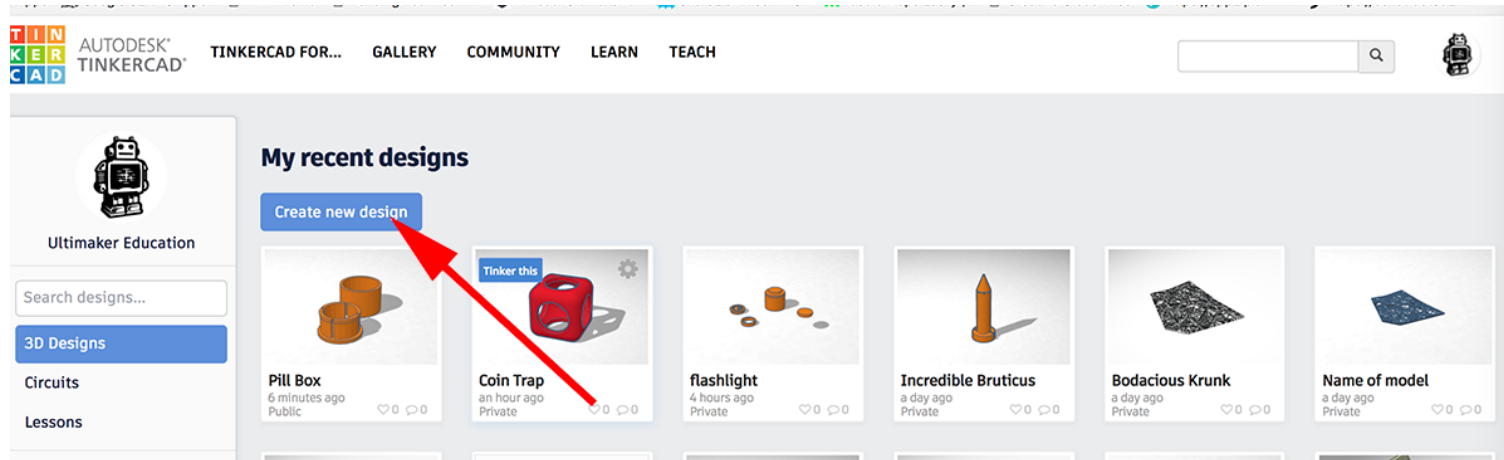 TIN
KER
CAD
AUTODESK®
TINKERCAD®
TINKERCAD FOR... GALLERY COMMUNITY LEARN TEACH
My recent designs
Create new design
Ultimaker Education
Search designs...
3D Designs
Circuits
Lessons
Tinker this
Pill Box
6 minutes ago
Public 0 0
Coin Trap
an hour ago
Private 0 0
flashlight
4 hours ago
Private 0 0
Incredible Bruticus
a day ago
Private 0 0
Bodacious Krunk
a day ago
Private 0 0
Name of model
a day ago
Private 0 0